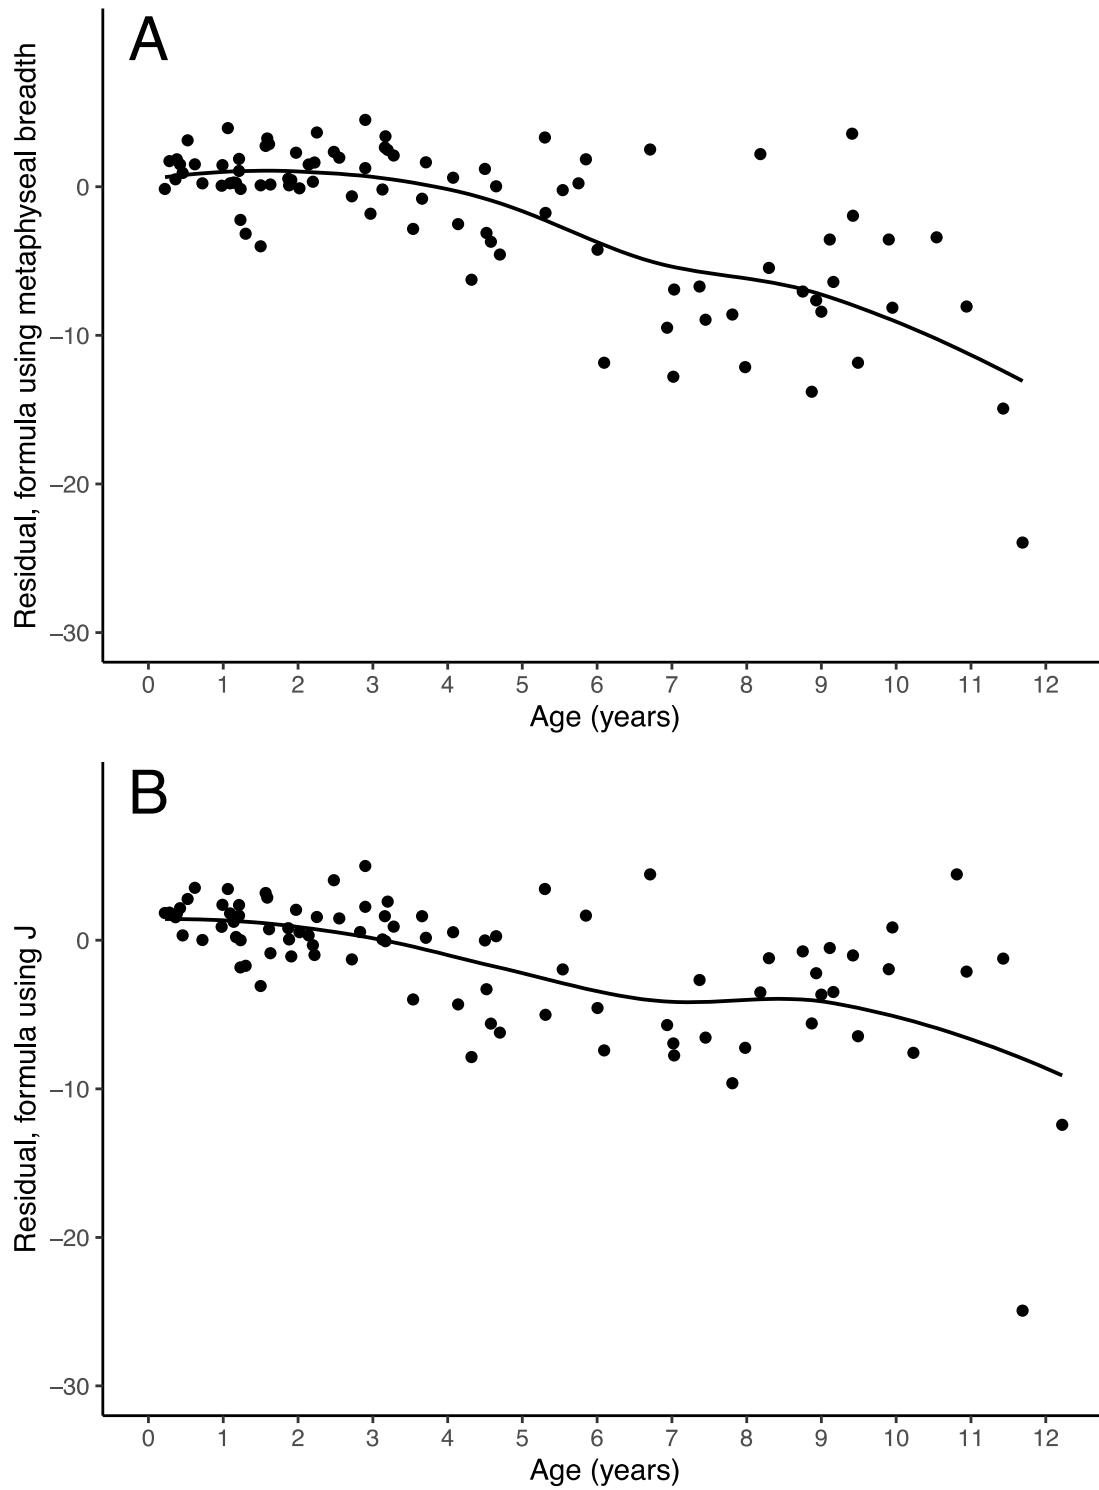 A
Residual, formula using metaphyseal breadth
0
−10
−20
−30
0 1 2 3 4 5 6 7 8 9 10 11 12
Age (years)
B
Residual, formula using J
0
−10
−20
−30
0 1 2 3 4 5 6 7 8 9 10 11 12
Age (years)